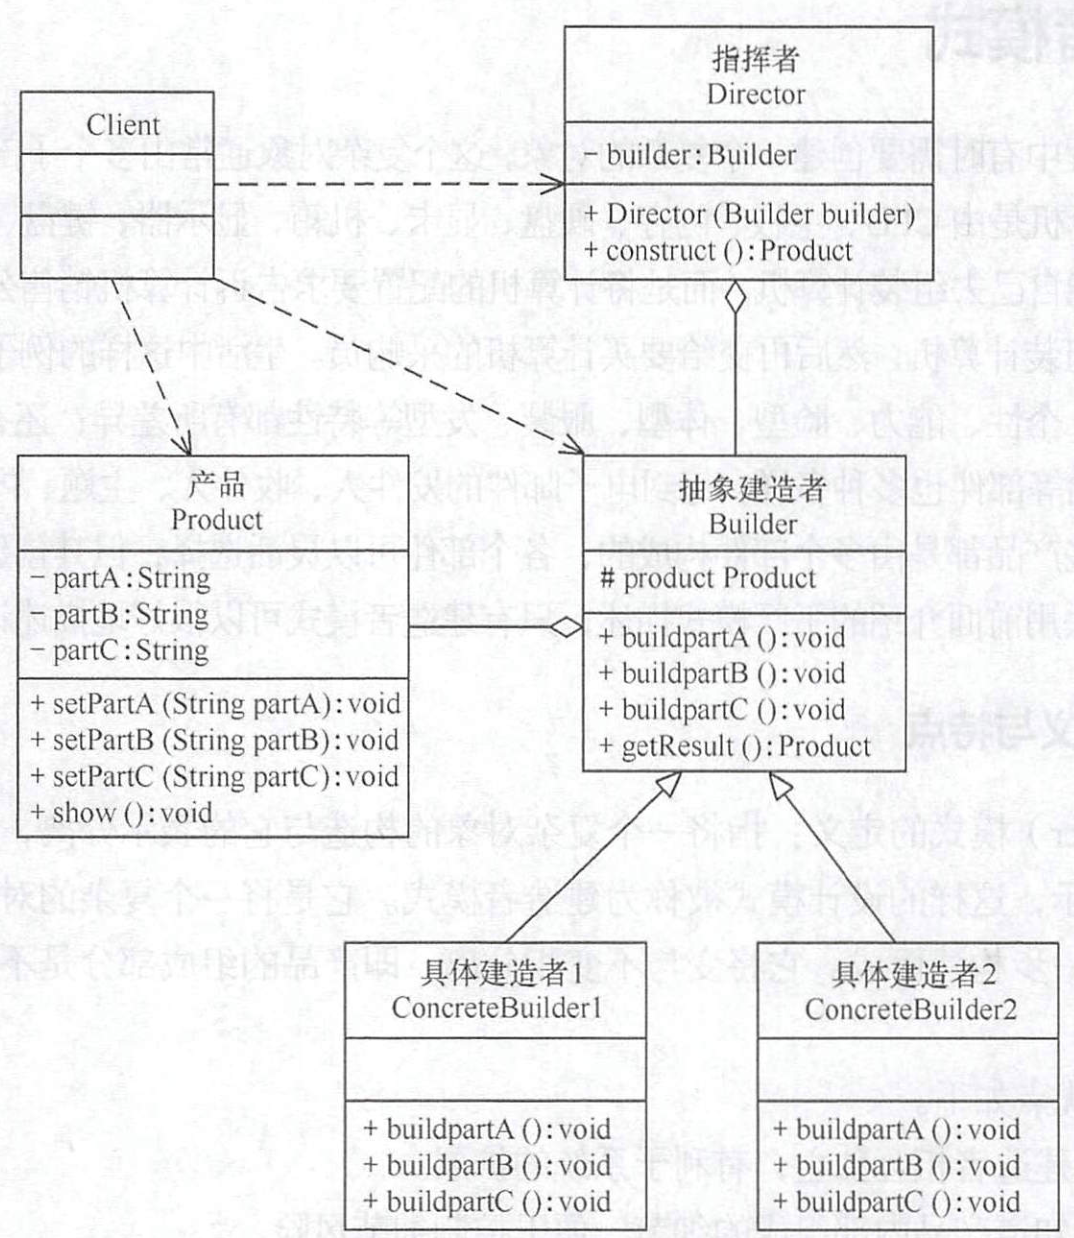 Client
指挥者
Director
- builder:Builder
+ Director(Builder builder)
+ construct():Product
产品
Product
- partA:String
- partB:String
- partC:String
+ setPartA(String partA):void
+ setPartB(String partB):void
+ setPartC(String partC):void
+ show():void
抽象建造者
Builder
# product Product
+ buildpartA():void
+ buildpartB():void
+ buildpartC():void
+ getResult():Product
具体建造者1
ConcreteBuilder1
+ buildpartA():void
+ buildpartB():void
+ buildpartC():void
具体建造者2
ConcreteBuilder2
+ buildpartA():void
+ buildpartB():void
+ buildpartC():void